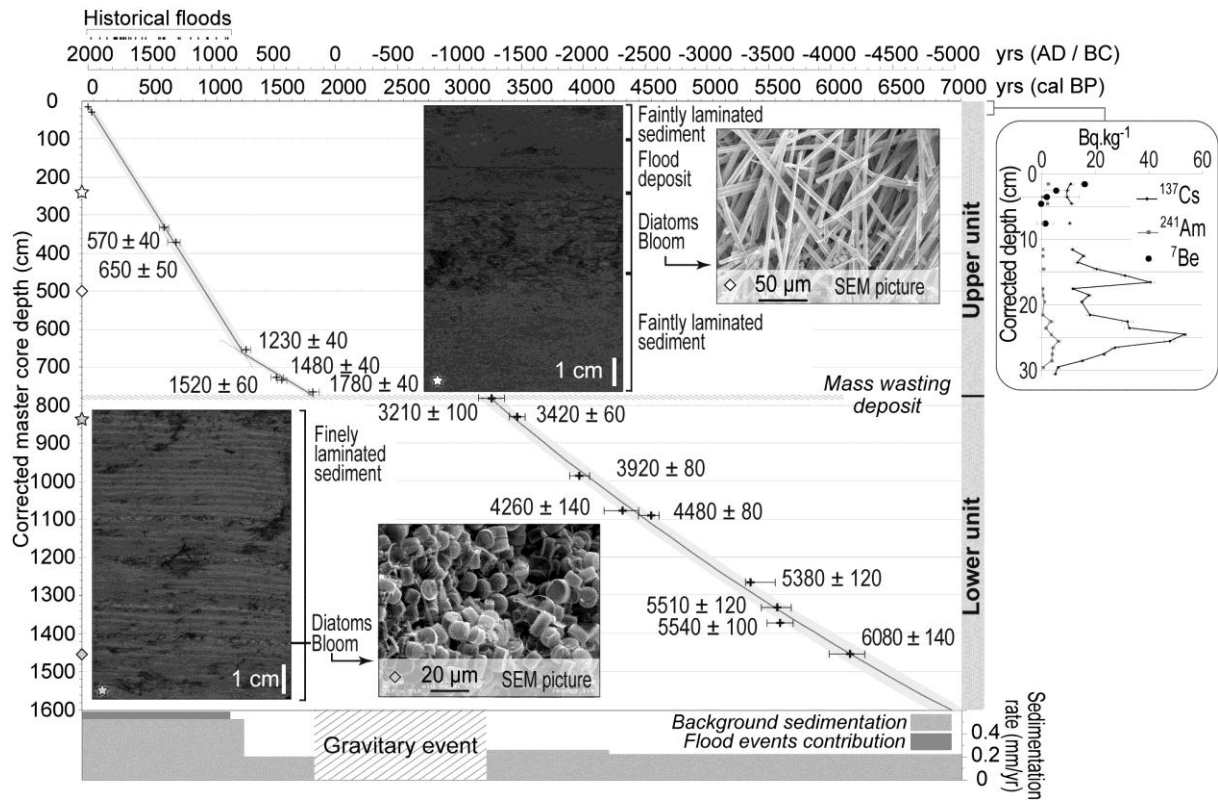 Historical floods
2000 1500 1000 500 0 -500 -1000 -1500 -2000 -2500 -3000 -3500 -4000 -4500 -5000 yrs (AD / BC)
0 500 1000 1500 2000 2500 3000 3500 4000 4500 5000 5500 6000 6500 7000 yrs (cal BP)
Corrected master core depth (cm)
0
100
200
300
400
500
600
700
800
900
1000
1100
1200
1300
1400
1500
1600
570 ± 40
650 ± 50
1230 ± 40
1480 ± 40
1520 ± 60
1780 ± 40
3210 ± 100
3420 ± 60
3920 ± 80
4260 ± 140
4480 ± 80
5380 ± 120
5510 ± 120
5540 ± 100
6080 ± 140
Faintly laminated
sediment
Flood
deposit
Diatoms
Bloom
Faintly laminated
sediment
1 cm
50 µm SEM picture
Mass wasting
deposit
Upper unit
Lower unit
Finely
laminated
sediment
Diatoms
Bloom
1 cm
20 µm SEM picture
Bq.kg-1
0 20 40 60
Corrected depth (cm)
0
10
20
30
137Cs
241Am
7Be
Gravitary event
Background sedimentation
Flood events contribution
Sedimentation
rate (mm/yr)
0.4
0.2
0